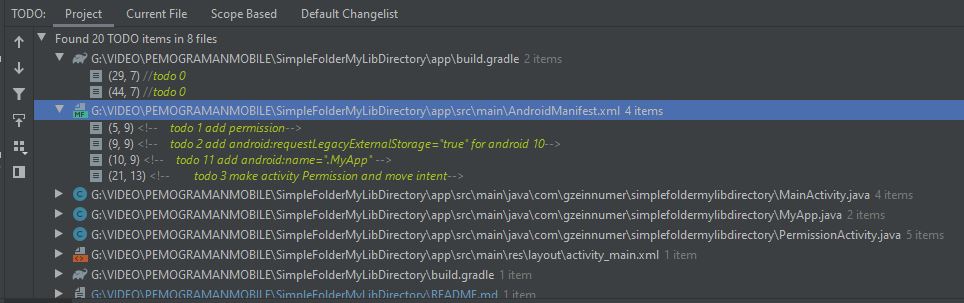 TODO: Project Current File Scope Based Default Changelist
Found 20 TODO items in 8 files
G:\VIDEO\PEMOGRAMANMOBILE\SimpleFolderMyLibDirectory\app\build.gradle 2 items
(29, 7) //todo 0
(44, 7) //todo 0
MF G:\VIDEO\PEMOGRAMANMOBILE\SimpleFolderMyLibDirectory\app\src\main\AndroidManifest.xml 4 items
(5, 9) <!-- todo 1 add permission-->
(9, 9) <!-- todo 2 add android:requestLegacyExternalStorage="true" for android 10-->
(10, 9) <!-- todo 11 add android:name=".MyApp" -->
(21, 13) <!-- todo 3 make activity Permission and move intent-->
C G:\VIDEO\PEMOGRAMANMOBILE\SimpleFolderMyLibDirectory\app\src\main\java\com\gzeinnumer\simplefoldermylibdirectory\MainActivity.java 4 items
C G:\VIDEO\PEMOGRAMANMOBILE\SimpleFolderMyLibDirectory\app\src\main\java\com\gzeinnumer\simplefoldermylibdirectory\MyApp.java 2 items
C G:\VIDEO\PEMOGRAMANMOBILE\SimpleFolderMyLibDirectory\app\src\main\java\com\gzeinnumer\simplefoldermylibdirectory\PermissionActivity.java 5 items
G:\VIDEO\PEMOGRAMANMOBILE\SimpleFolderMyLibDirectory\app\src\main\res\layout\activity_main.xml 1 item
G:\VIDEO\PEMOGRAMANMOBILE\SimpleFolderMyLibDirectory\build.gradle 1 item
G:\VIDEO\PEMOGRAMANMOBILE\SimpleFolderMyLibDirectory\README.md 1 item